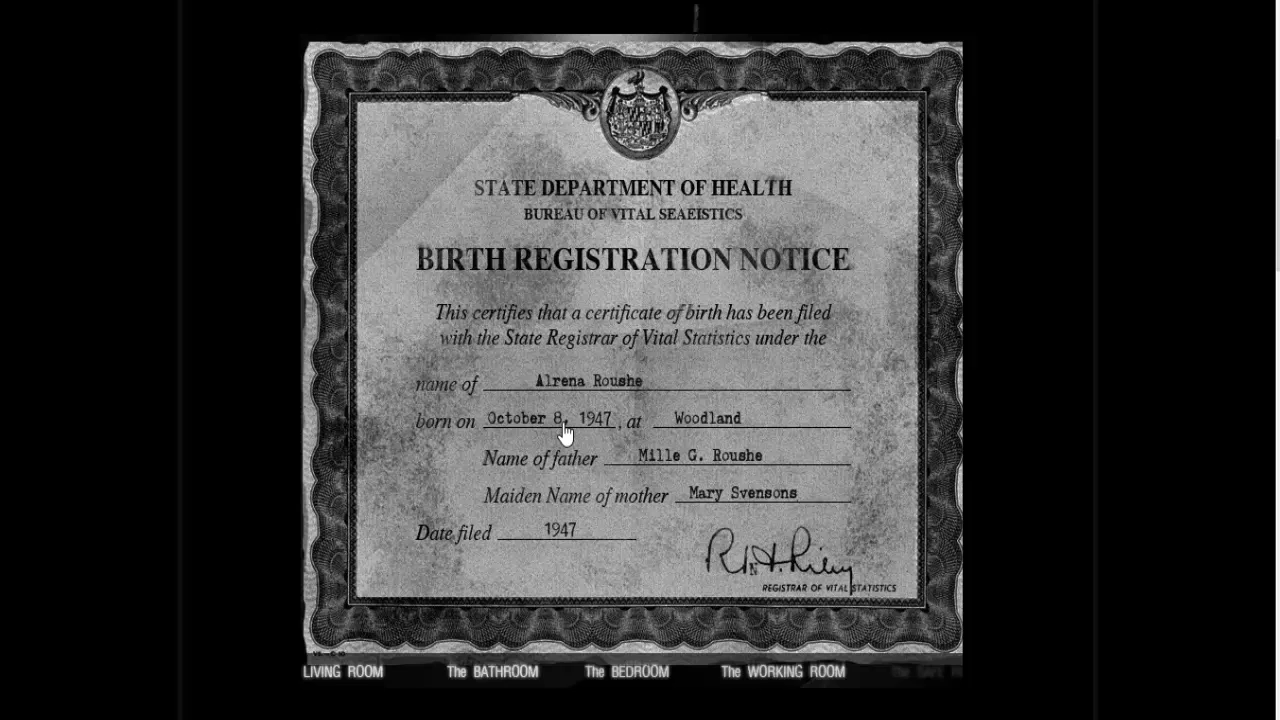 STATE DEPARTMENT OF HEALTH
BUREAU OF VITAL SEAEISTICS
BIRTH REGISTRATION NOTICE
This certifies that a certificate of birth has been filed
with the State Registrar of Vital Statistics under the
name of Alrena Roushe
born on October 8, 1947, at Woodland
Name of father Mille G. Roushe
Maiden Name of mother Mary Svensons
Date filed 1947
REGISTRAR OF VITAL STATISTICS
LIVING ROOM The BATHROOM The BEDROOM The WORKING ROOM